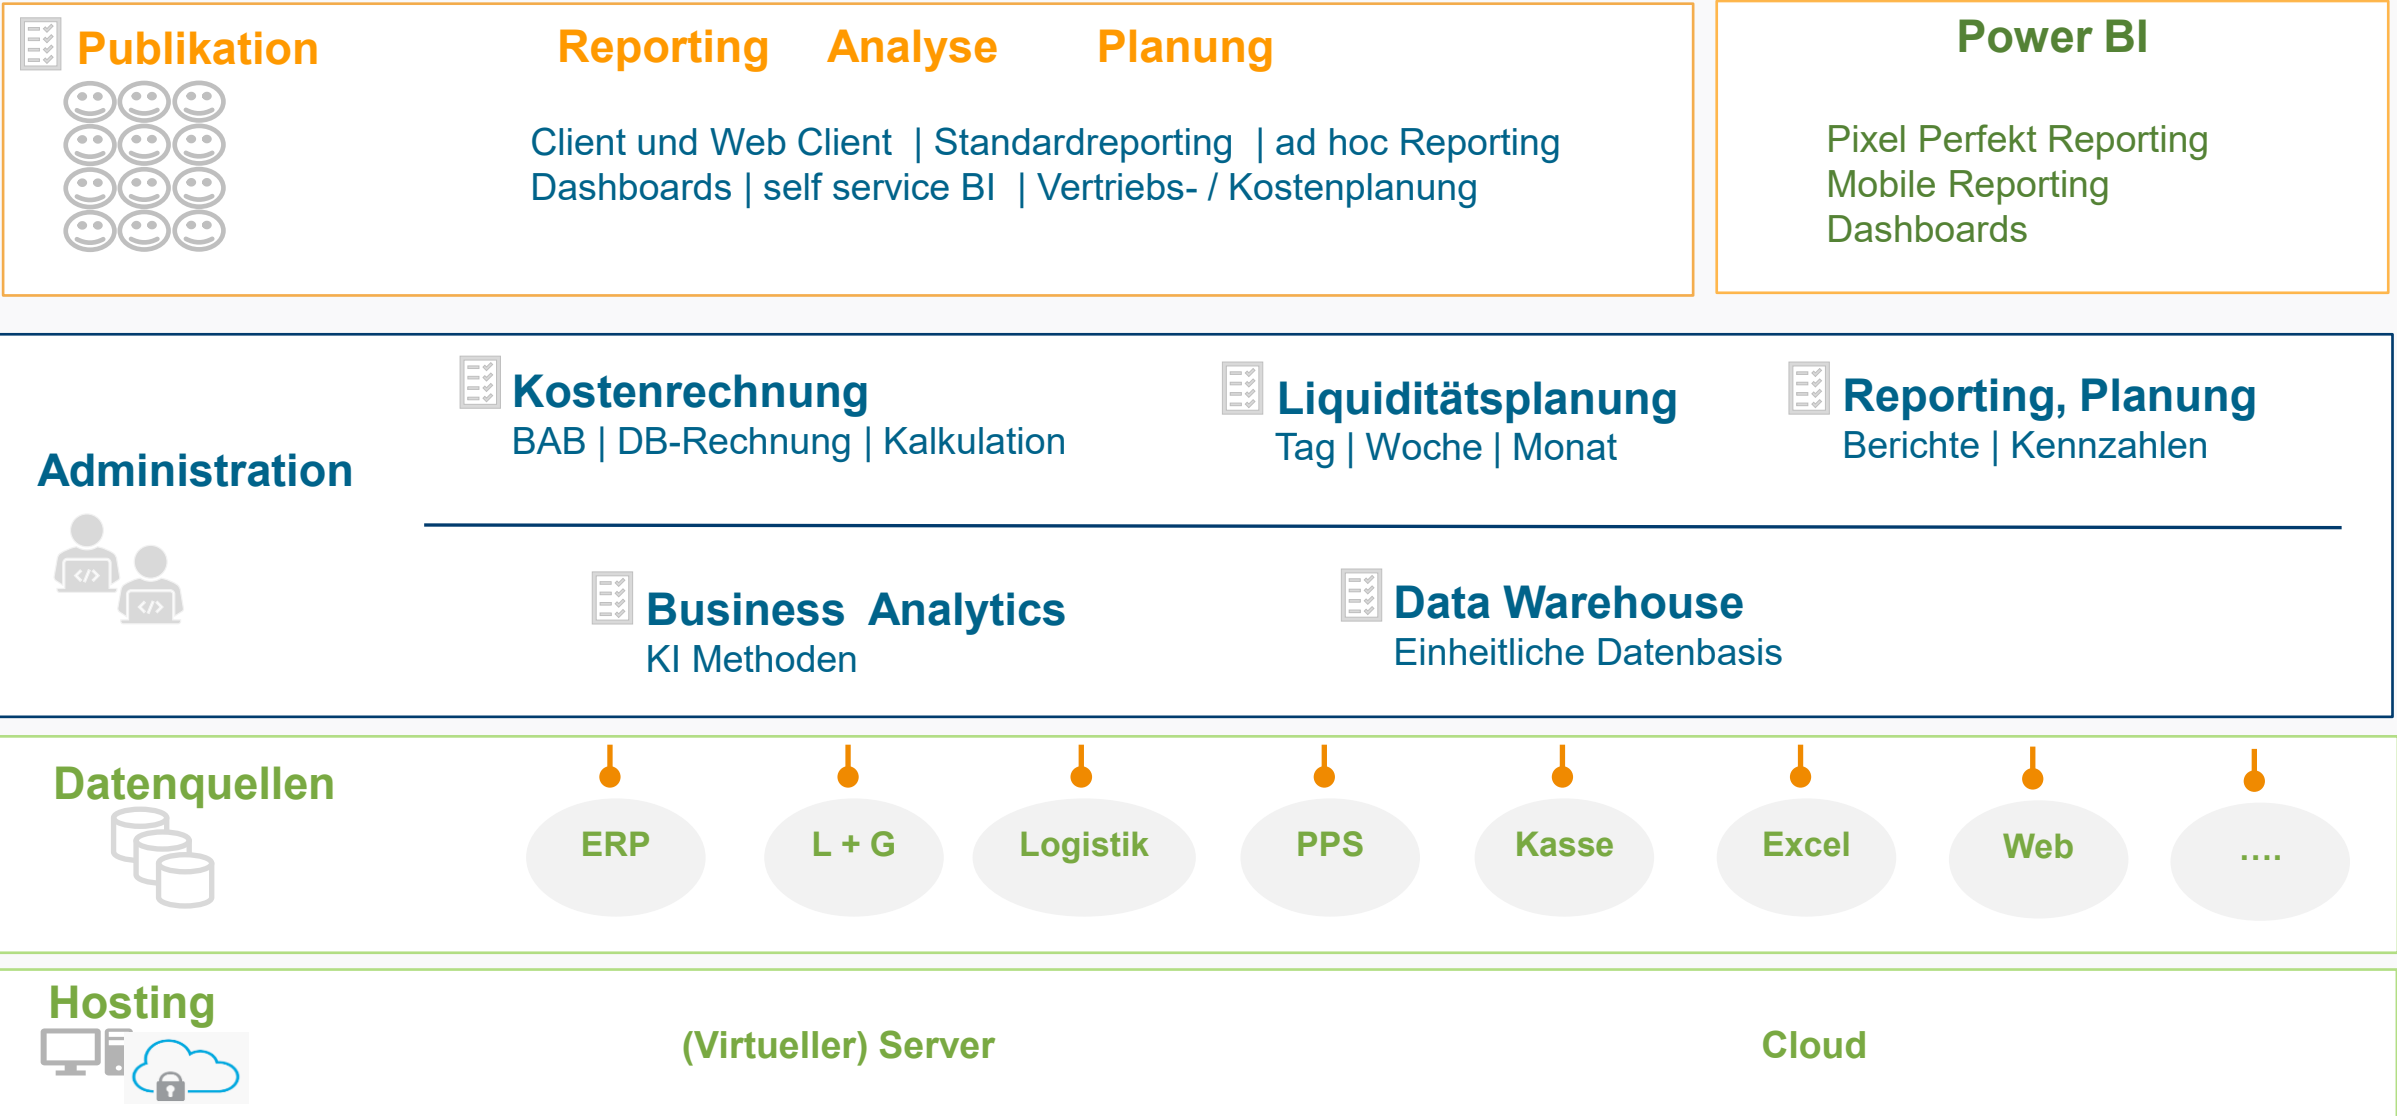 Publikation
Reporting Analyse Planung
Client und Web Client | Standardreporting | ad hoc Reporting
Dashboards | self service BI | Vertriebs- / Kostenplanung
Power BI
Pixel Perfekt Reporting
Mobile Reporting
Dashboards
Administration
Kostenrechnung
BAB | DB-Rechnung | Kalkulation
Liquiditätsplanung
Tag | Woche | Monat
Reporting, Planung
Berichte | Kennzahlen
Business Analytics
KI Methoden
Data Warehouse
Einheitliche Datenbasis
</>
</>
Datenquellen
ERP
L + G
Logistik
PPS
Kasse
Excel
Web
....
Hosting
(Virtueller) Server
Cloud